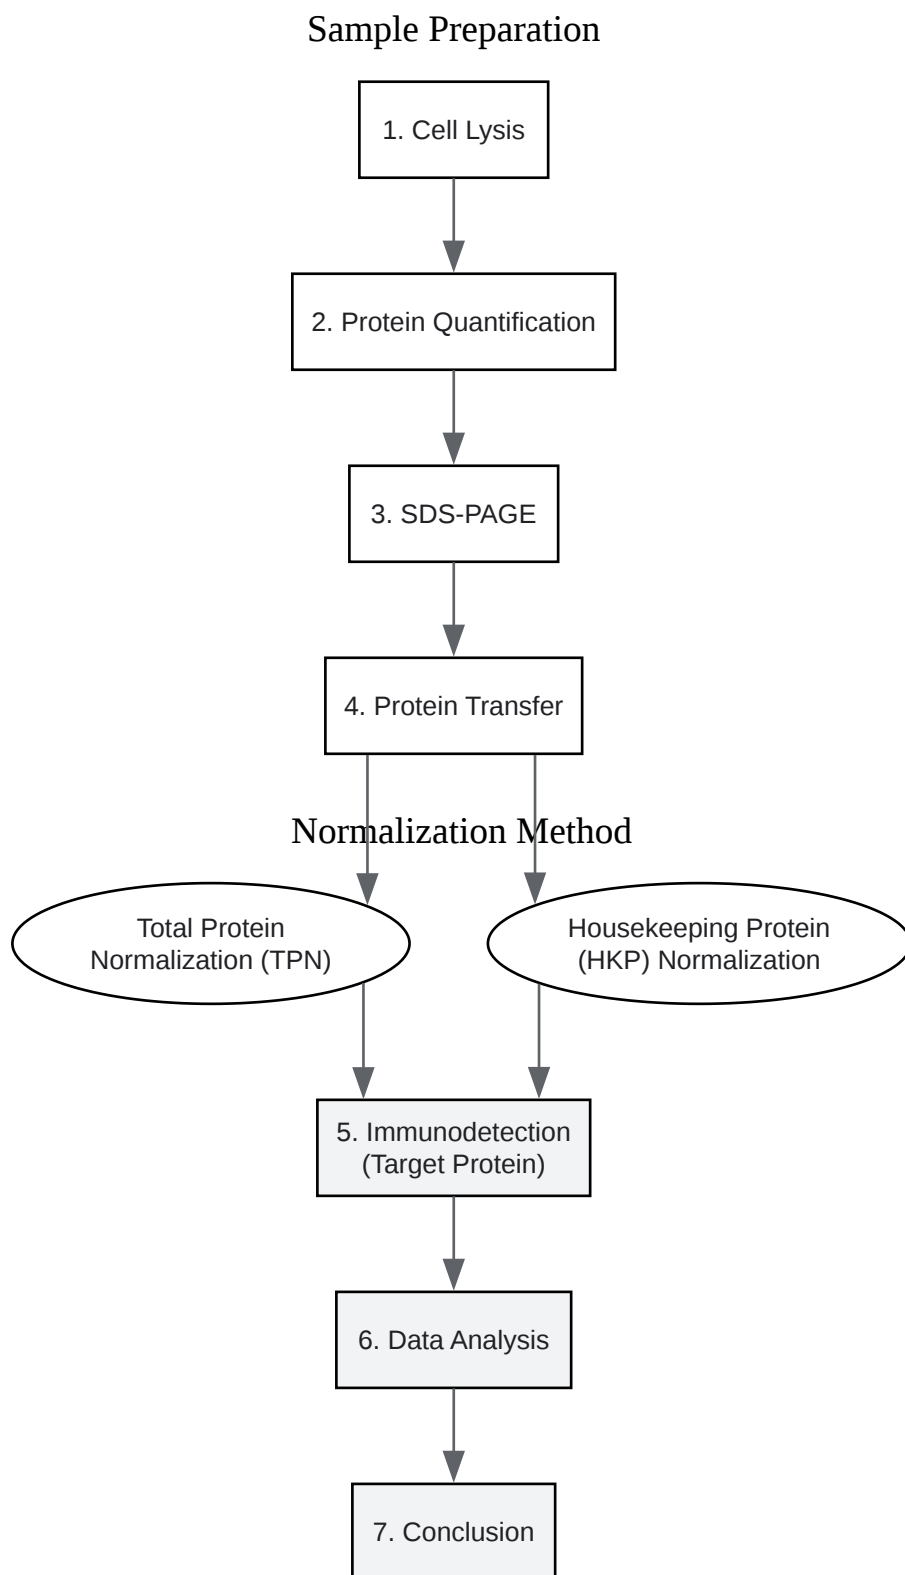 Sample Preparation
1. Cell Lysis
2. Protein Quantification
3. SDS-PAGE
4. Protein Transfer
Normalization Method
Total Protein
Normalization (TPN)
Housekeeping Protein
(HKP) Normalization
5. Immunodetection
(Target Protein)
6. Data Analysis
7. Conclusion